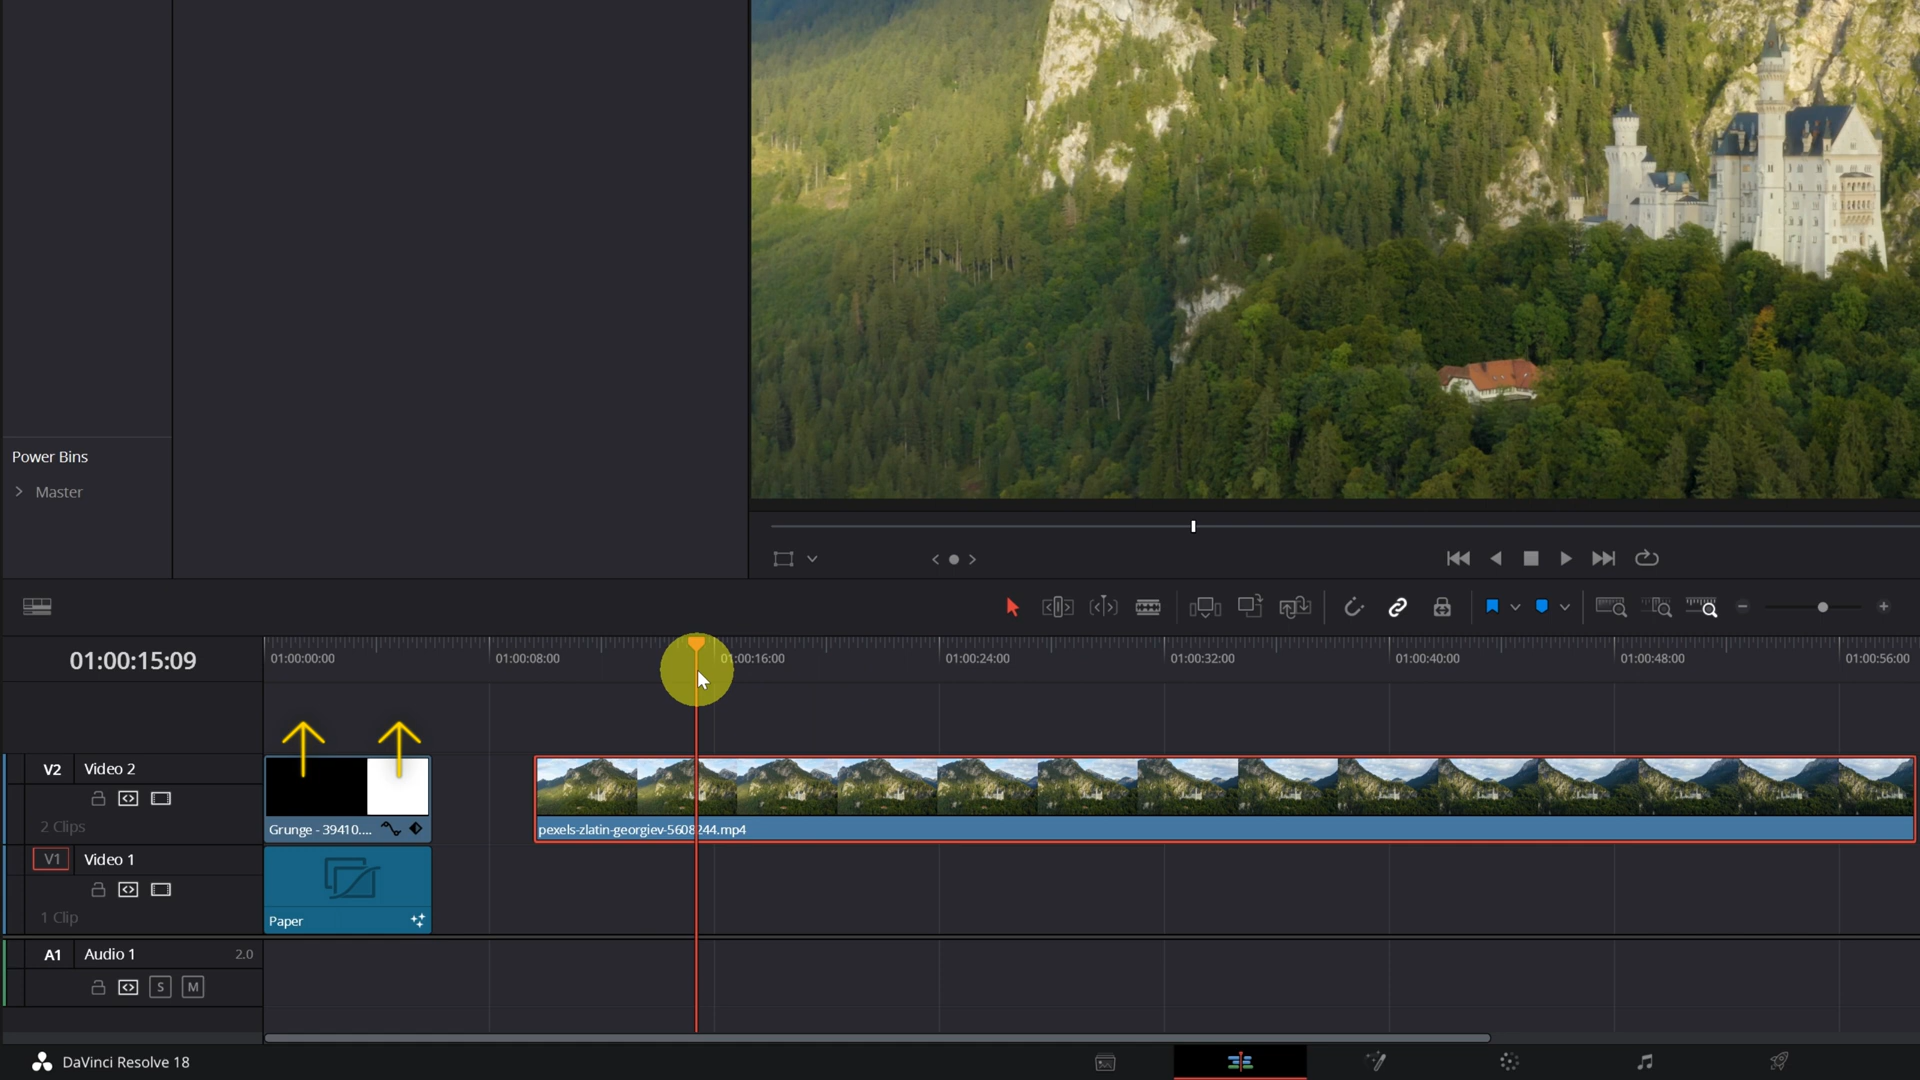 Power Bins
Master
01:00:15:09
01:00:00:00
01:00:08:00
01:00:16:00
01:00:24:00
01:00:32:00
01:00:40:00
01:00:48:00
01:00:56:00
V2 Video 2
2 Clips
Grunge - 39410....
pexels-zlatin-georgiev-5608244.mp4
V1 Video 1
1 Clip
Paper
A1 Audio 1 2.0
S M
DaVinci Resolve 18